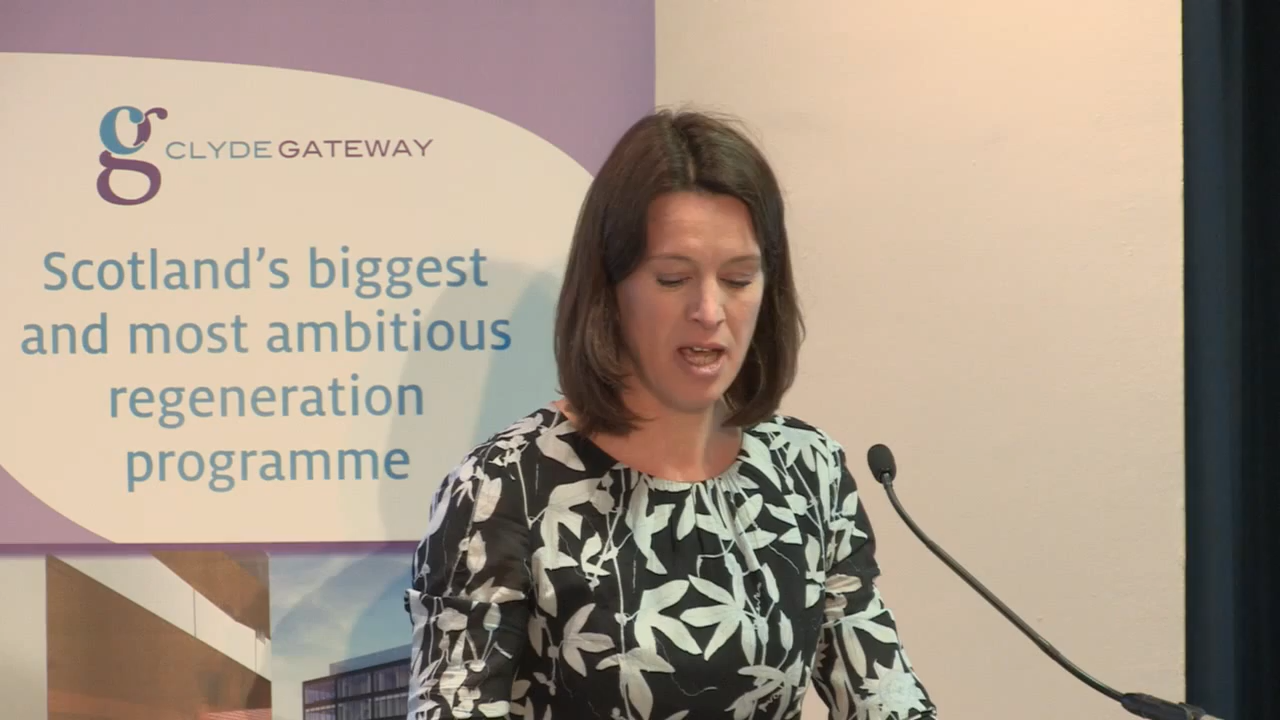 g CLYDE GATEWAY
Scotland's biggest
and most ambitious
regeneration
programme